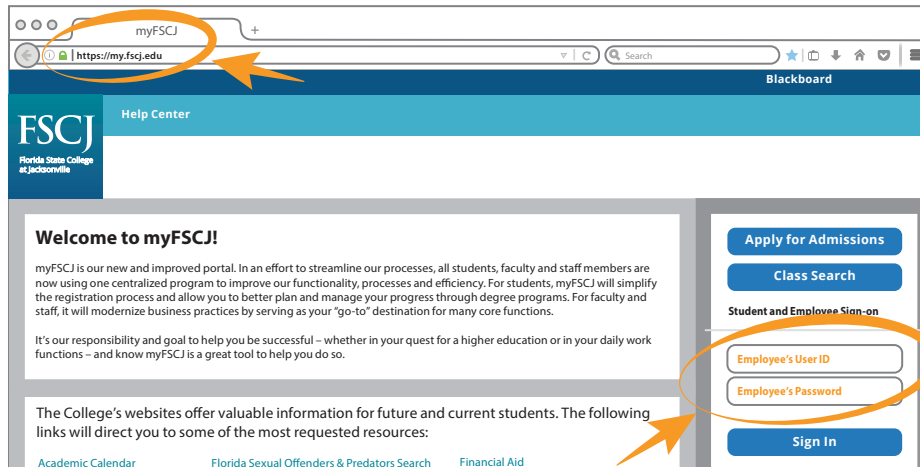 myFSCJ
+
https://my.fscj.edu
Search
Blackboard
Help Center
FSCJ
Florida State College
at Jacksonville
Welcome to myFSCJ!
myFSCJ is our new and improved portal. In an effort to streamline our processes, all students, faculty and staff members are
now using one centralized program to improve our functionality, processes and efficiency. For students, myFSCJ will simplify
the registration process and allow you to better plan and manage your progress through degree programs. For faculty and
staff, it will modernize business practices by serving as your “go-to” destination for many core functions.
It’s our responsibility and goal to help you be successful – whether in your quest for a higher education or in your daily work
functions – and know myFSCJ is a great tool to help you do so.
The College’s websites offer valuable information for future and current students. The following
links will direct you to some of the most requested resources:
Academic Calendar
Florida Sexual Offenders & Predators Search
Financial Aid
Apply for Admissions
Class Search
Student and Employee Sign-on
Employee’s User ID
Employee’s Password
Sign In